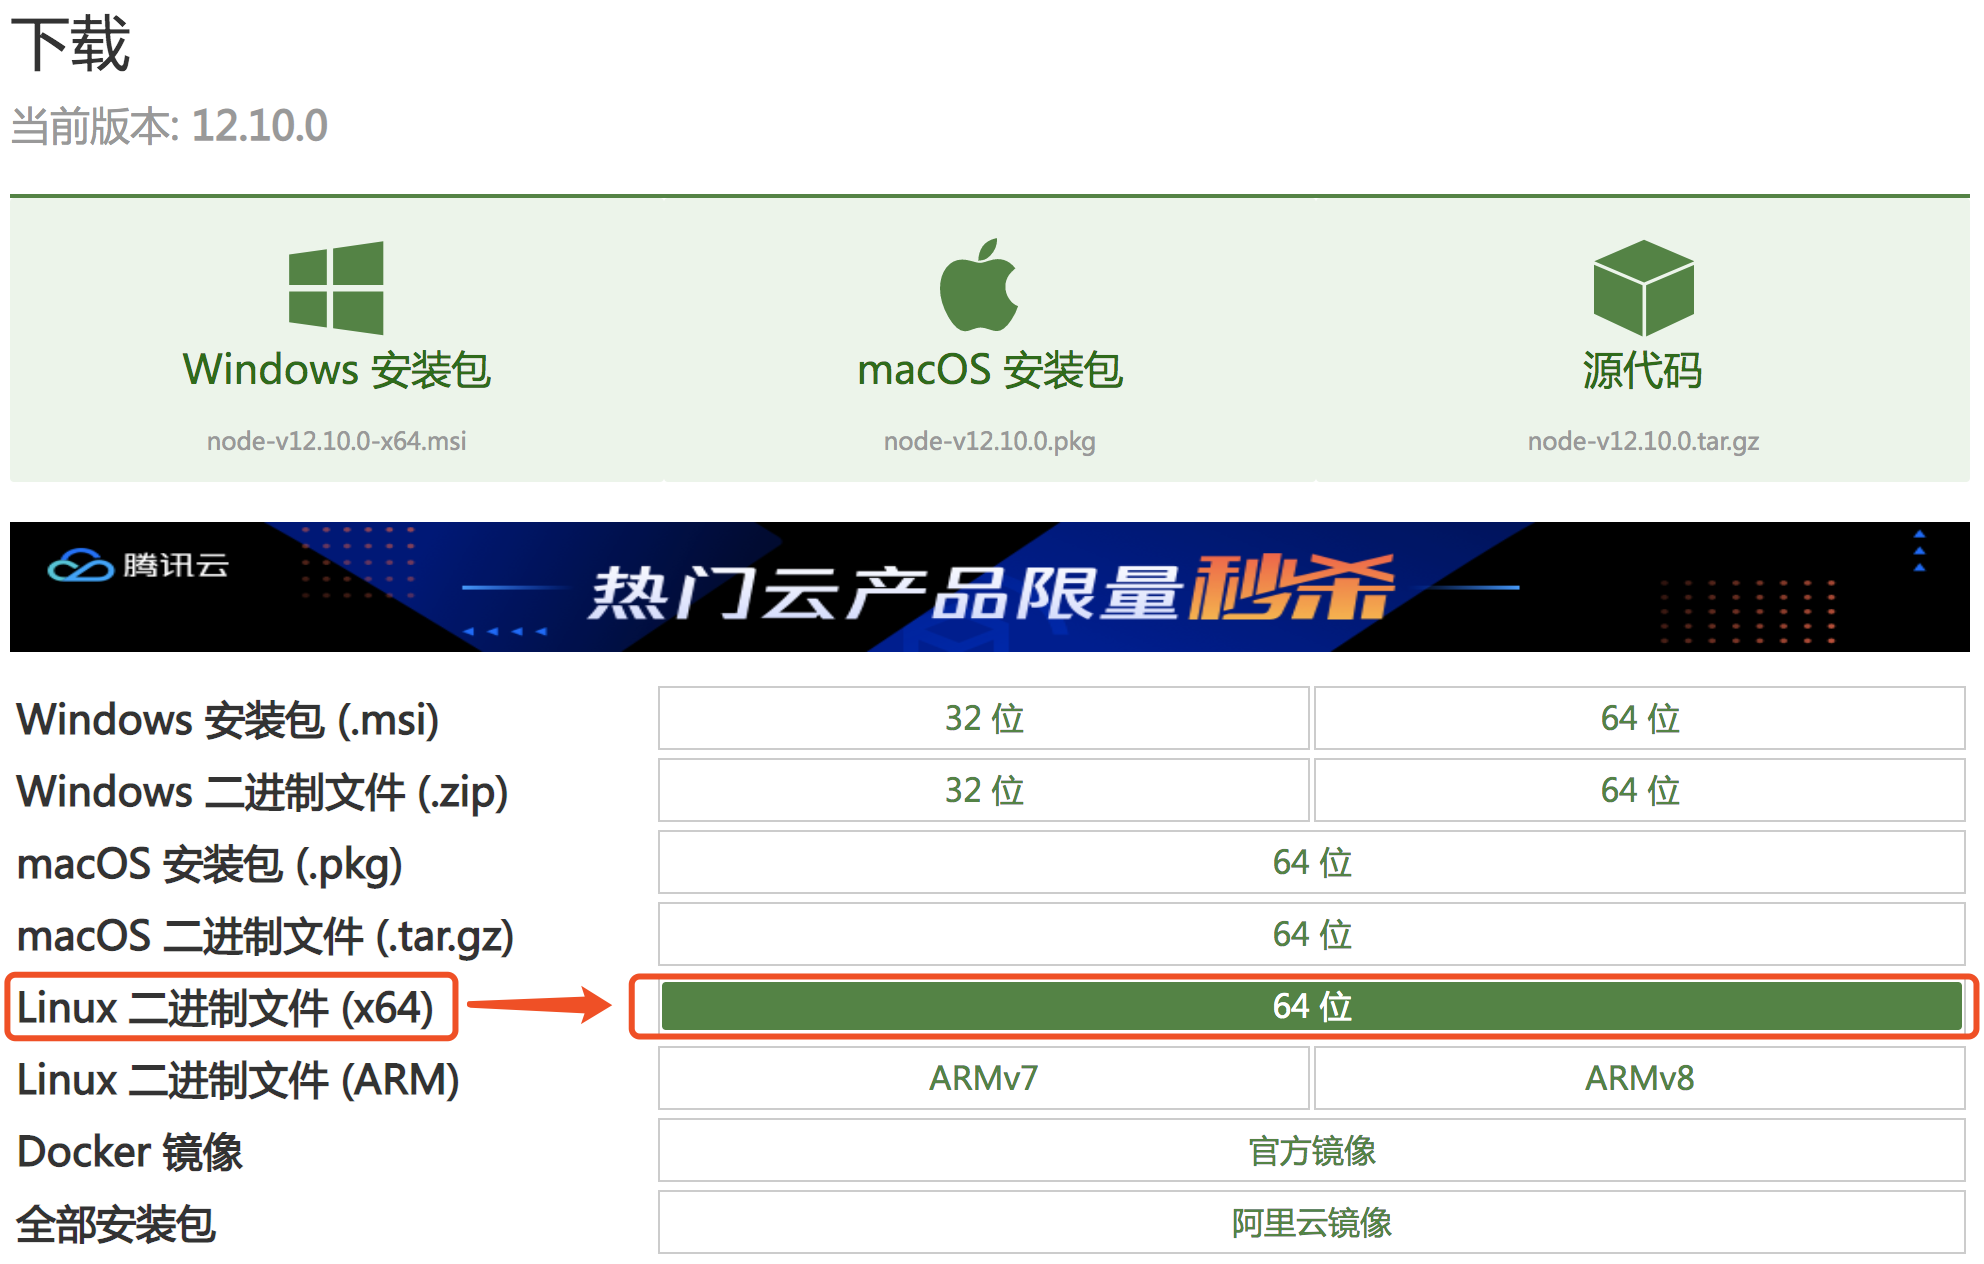 下载
当前版本: 12.10.0
Windows 安装包
macOS 安装包
源代码
node-v12.10.0-x64.msi
node-v12.10.0.pkg
node-v12.10.0.tar.gz
腾讯云
热门云产品限量秒杀
Windows 安装包 (.msi) 32 位 64 位
Windows 二进制文件 (.zip) 32 位 64 位
macOS 安装包 (.pkg) 64 位
macOS 二进制文件 (.tar.gz) 64 位
Linux 二进制文件 (x64) 64 位
Linux 二进制文件 (ARM) ARMv7 ARMv8
Docker 镜像 官方镜像
全部安装包 阿里云镜像